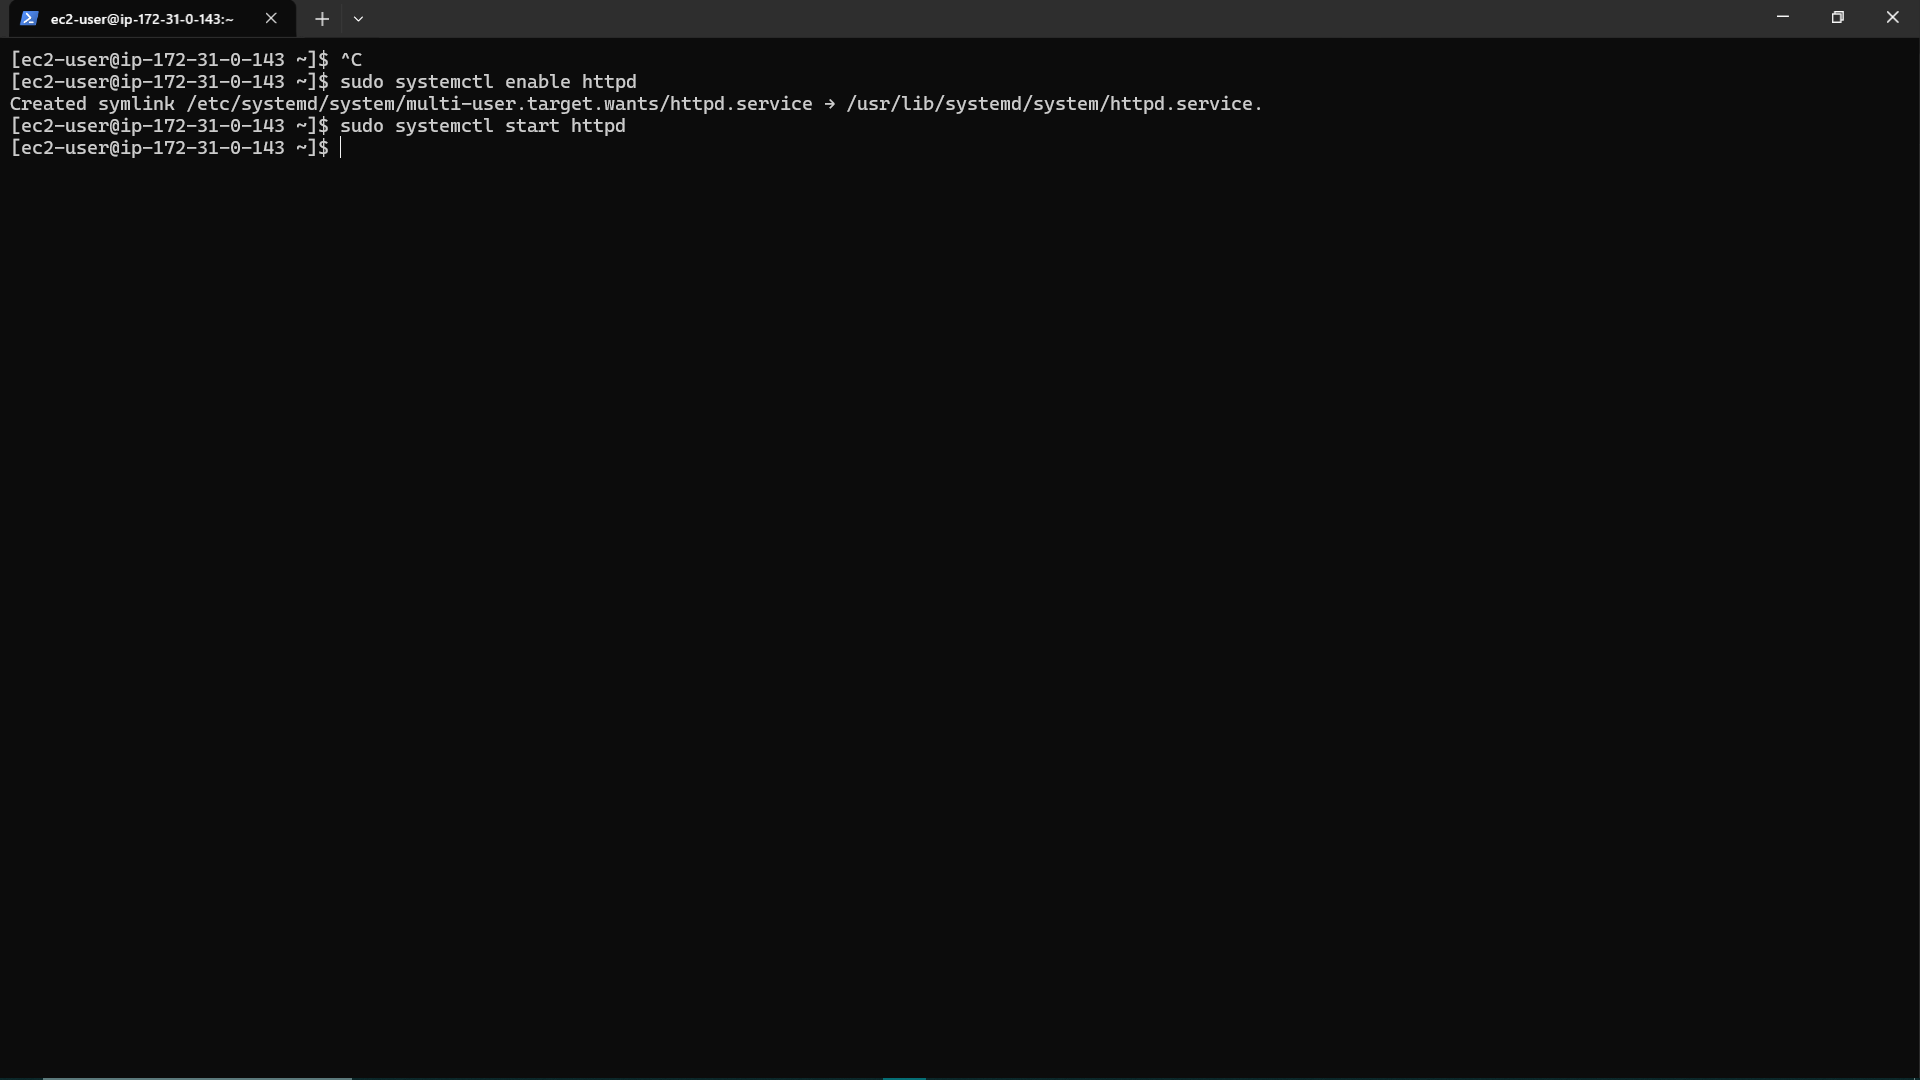 ec2-user@ip-172-31-0-143:~
[ec2-user@ip-172-31-0-143 ~]$ ^C
[ec2-user@ip-172-31-0-143 ~]$ sudo systemctl enable httpd
Created symlink /etc/systemd/system/multi-user.target.wants/httpd.service → /usr/lib/systemd/system/httpd.service.
[ec2-user@ip-172-31-0-143 ~]$ sudo systemctl start httpd
[ec2-user@ip-172-31-0-143 ~]$